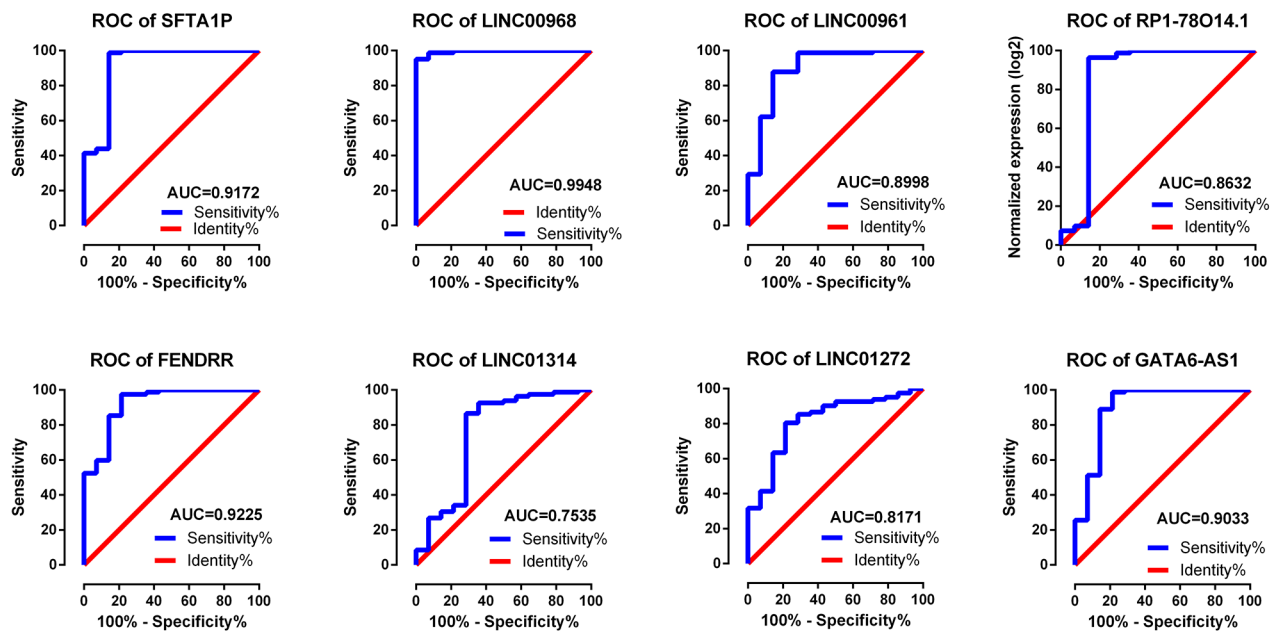 ROC of SFTA1P
Sensitivity
100
80
60
40
20
0
AUC=0.9172
Sensitivity%
Identity%
0 20 40 60 80 100
100% - Specificity%
ROC of LINC00968
Sensitivity
100
80
60
40
20
0
AUC=0.9948
Identity%
Sensitivity%
0 20 40 60 80 100
100% - Specificity%
ROC of LINC00961
Sensitivity
100
80
60
40
20
0
AUC=0.8998
Sensitivity%
Identity%
0 20 40 60 80 100
100% - Specificity%
ROC of RP1-78O14.1
Normalized expression (log2)
100
80
60
40
20
0
AUC=0.8632
Sensitivity%
Identity%
0 20 40 60 80 100
100% - Specificity%
ROC of FENDRR
Sensitivity
100
80
60
40
20
0
AUC=0.9225
Sensitivity%
Identity%
0 20 40 60 80 100
100% - Specificity%
ROC of LINC01314
Sensitivity
100
80
60
40
20
0
AUC=0.7535
Sensitivity%
Identity%
0 20 40 60 80 100
100% - Specificity%
ROC of LINC01272
Sensitivity
100
80
60
40
20
0
AUC=0.8171
Sensitivity%
Identity%
0 20 40 60 80 100
100% - Specificity%
ROC of GATA6-AS1
Sensitivity
100
80
60
40
20
0
AUC=0.9033
Sensitivity%
Identity%
0 20 40 60 80 100
100% - Specificity%